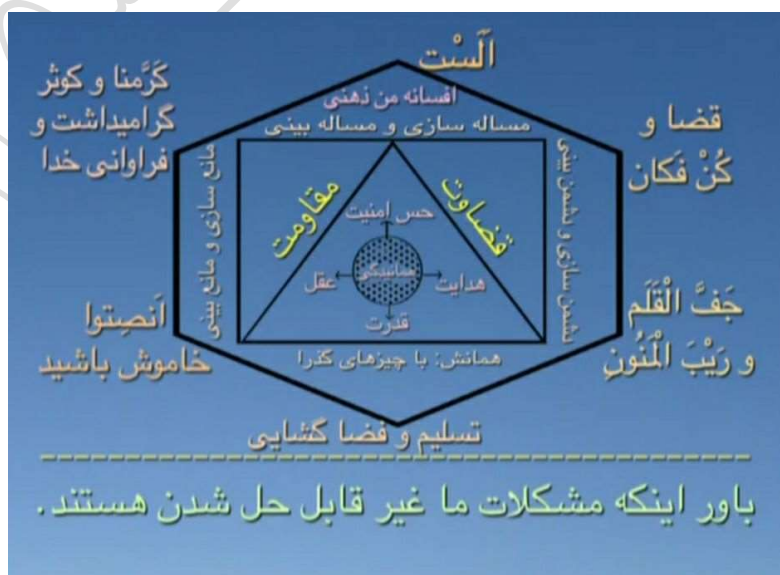 اَلَسْت
افسانه من ذهنی
مساله سازی و مساله بینی
کَرَّمنا و کوثر
گرامیداشت و
فراوانی خدا
قضا و
کُنْ فَکان
مانع سازی و مانع بینی
دشمن سازی و دشمن بینی
مقاومت
قضاوت
حس امنیت
عقل
همانیدگی
هدایت
قدرت
اَنصِتوا
خاموش باشید
جَفَّ الْقَلَم
و رَیْبَ الْمَنُونِ
همانش: با چیزهای گذرا
تسلیم و فضا گشایی
باور اینکه مشکلات ما غیر قابل حل شدن هستند.